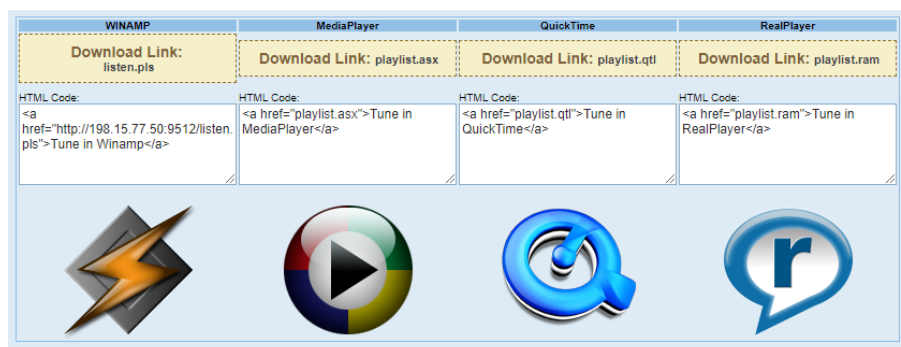 WINAMP
Download Link:
listen.pls
HTML Code:
<a
href="http://198.15.77.50:9512/listen.
pls">Tune in Winamp</a>
MediaPlayer
Download Link: playlist.asx
HTML Code:
<a href="playlist.asx">Tune in
MediaPlayer</a>
QuickTime
Download Link: playlist.qtl
HTML Code:
<a href="playlist.qtl">Tune in
QuickTime</a>
RealPlayer
Download Link: playlist.ram
HTML Code:
<a href="playlist.ram">Tune in
RealPlayer</a>
r